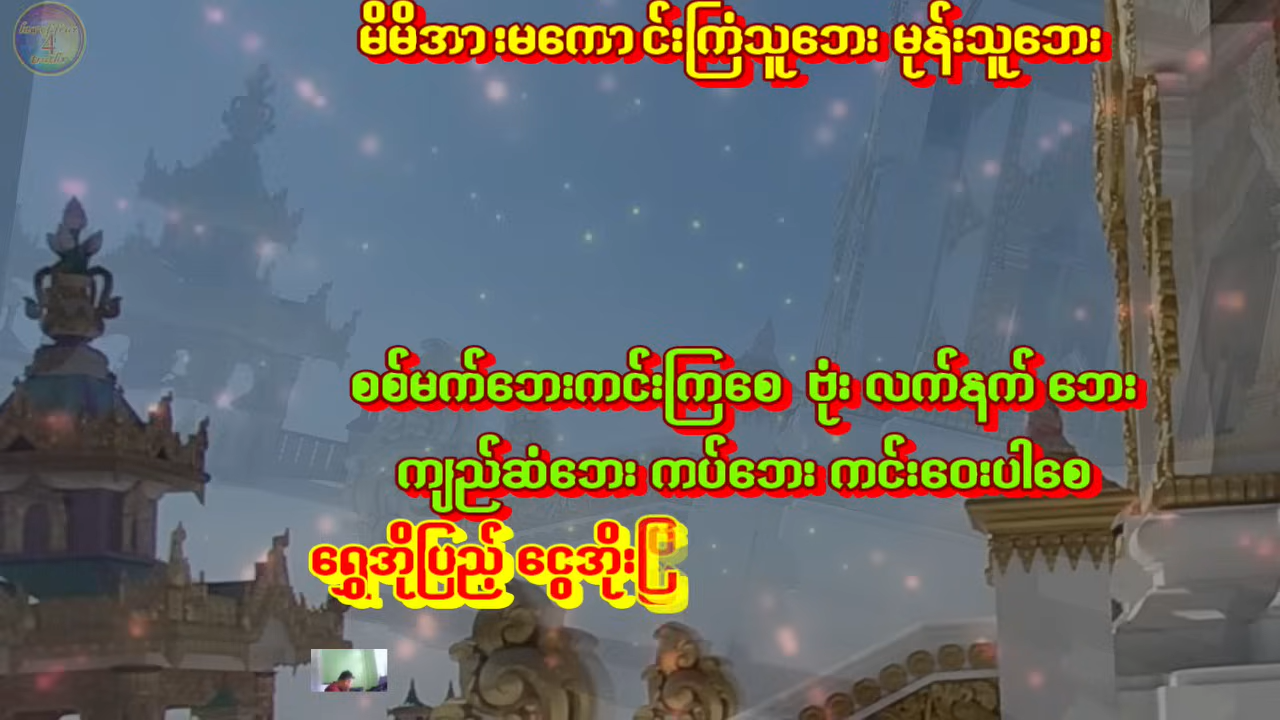 မိမိအားမကောင်းကြံသူဘေး မုန်းသူဘေး
စစ်မက်ဘေးကင်းကြစေ ဗုံး လက်နက် ဘေး
ကျည်ဆံဘေး ကပ်ဘေး ကင်းဝေးပါစေ
ရွှေအိုပြည့် ငွေအိုး